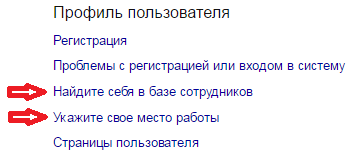 Профиль пользователя
Регистрация
Проблемы с регистрацией или входом в систему
Найдите себя в базе сотрудников
Укажите свое место работы
Страницы пользователя